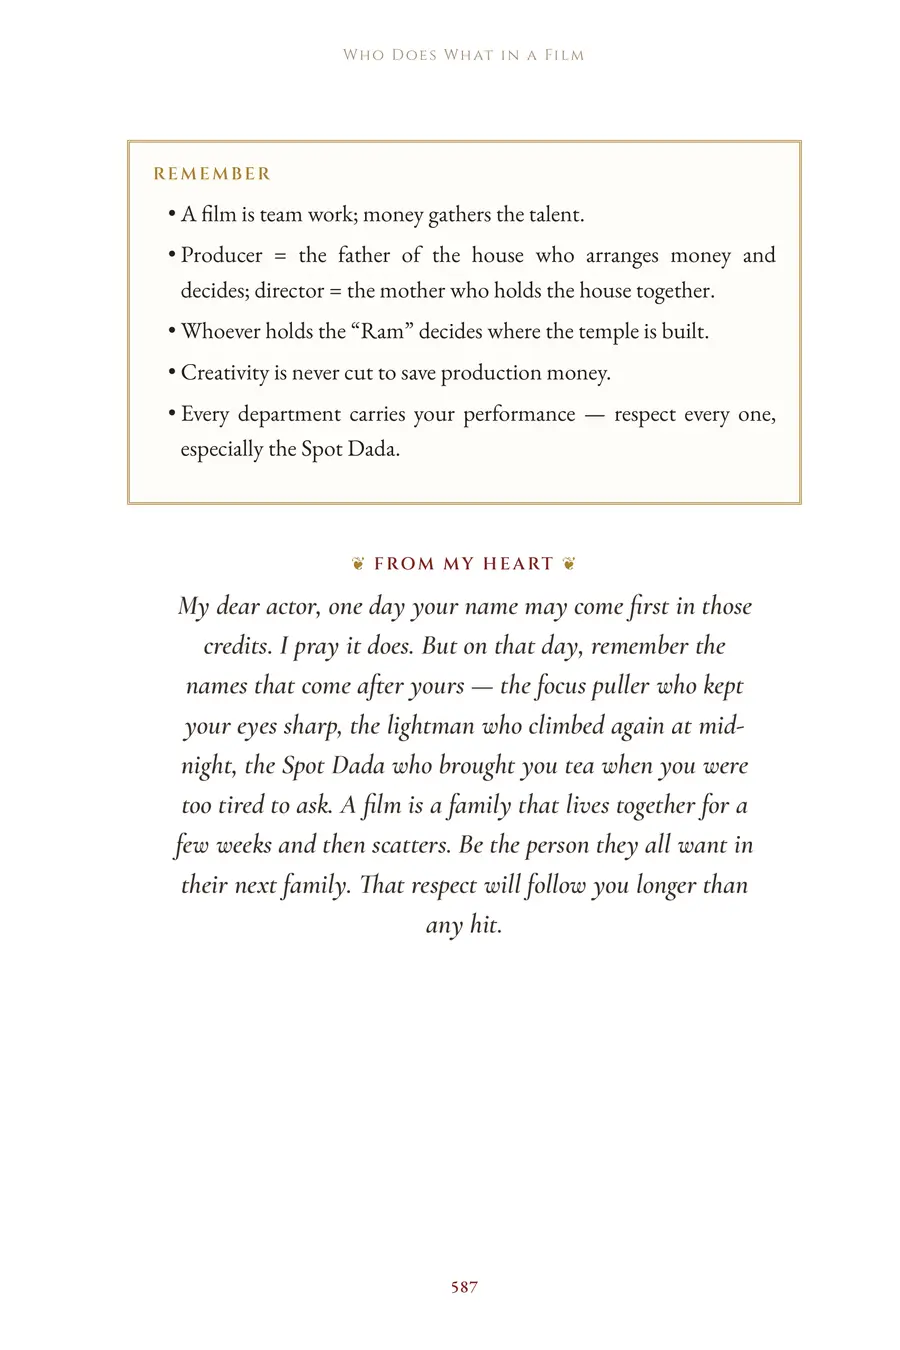 Who Does What in a Film
REMEMBER
• A film is team work; money gathers the talent.
• Producer = the father of the house who arranges money and
decides; director = the mother who holds the house together.
• Whoever holds the “Ram” decides where the temple is built.
• Creativity is never cut to save production money.
• Every department carries your performance — respect every one,
especially the Spot Dada.
❦ FROM MY HEART ❦
My dear actor, one day your name may come first in those
credits. I pray it does. But on that day, remember the
names that come after yours — the focus puller who kept
your eyes sharp, the lightman who climbed again at mid-
night, the Spot Dada who brought you tea when you were
too tired to ask. A film is a family that lives together for a
few weeks and then scatters. Be the person they all want in
their next family. That respect will follow you longer than
any hit.
587